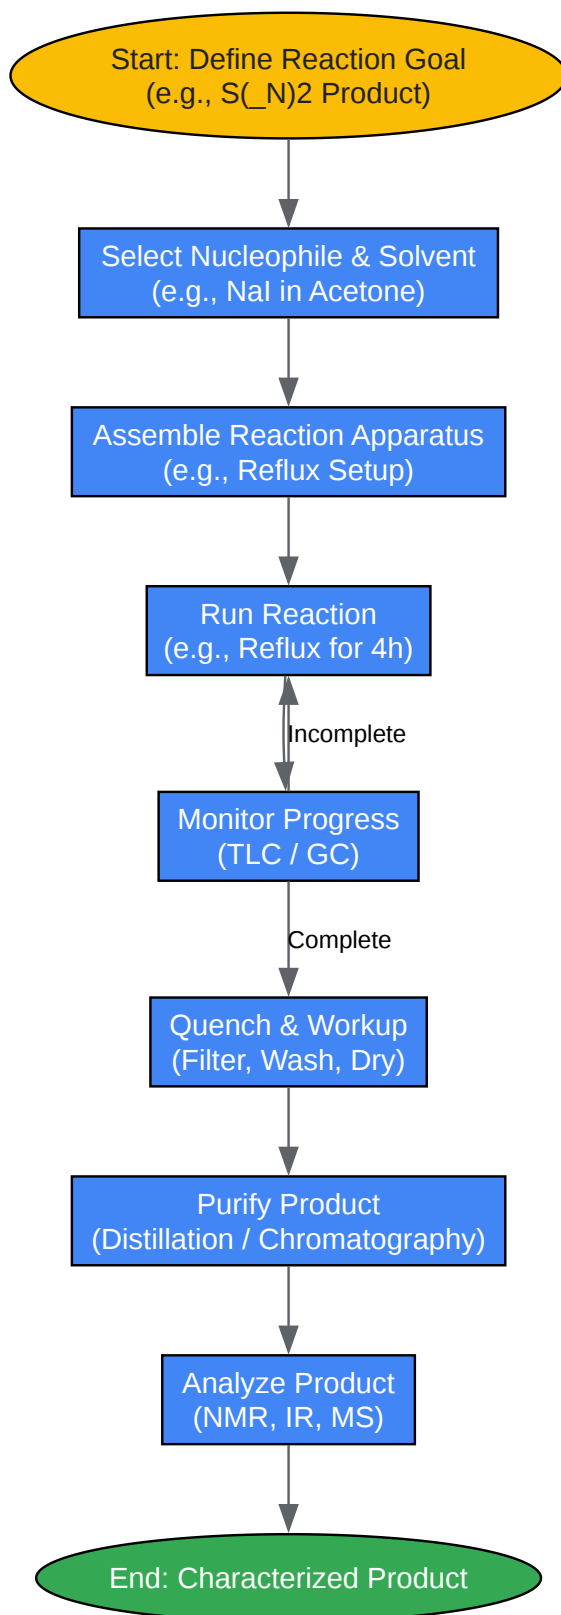 Start: Define Reaction Goal
(e.g., S(_N)2 Product)
Select Nucleophile & Solvent
(e.g., NaI in Acetone)
Assemble Reaction Apparatus
(e.g., Reflux Setup)
Run Reaction
(e.g., Reflux for 4h)
Incomplete
Monitor Progress
(TLC / GC)
Complete
Quench & Workup
(Filter, Wash, Dry)
Purify Product
(Distillation / Chromatography)
Analyze Product
(NMR, IR, MS)
End: Characterized Product